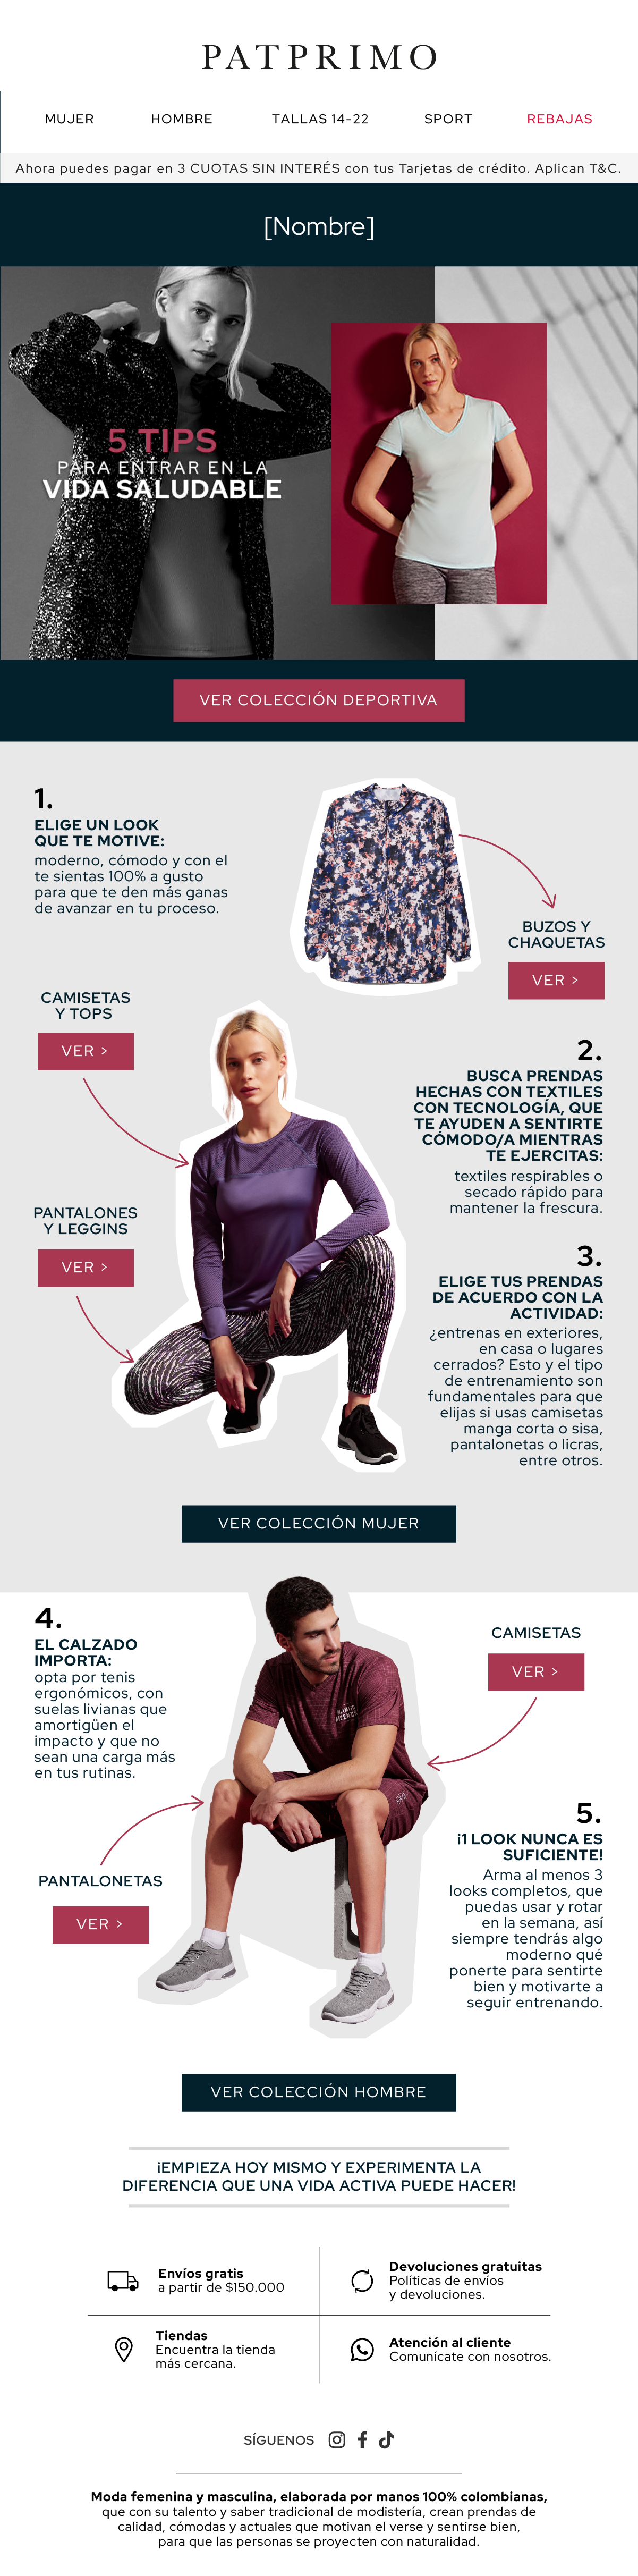 PATPRIMO
MUJER HOMBRE TALLAS 14-22 SPORT REBAJAS
Ahora puedes pagar en 3 CUOTAS SIN INTERÉS con tus Tarjetas de crédito. Aplican T&C.
[Nombre]
5 TIPS
PARA ENTRAR EN LA
VIDA SALUDABLE
VER COLECCIÓN DEPORTIVA
1.
ELIGE UN LOOK
QUE TE MOTIVE:
moderno, cómodo y con el
te sientas 100% a gusto
para que te den más ganas
de avanzar en tu proceso.
BUZOS Y
CHAQUETAS
VER >
CAMISETAS
Y TOPS
VER >
2.
BUSCA PRENDAS
HECHAS CON TEXTILES
CON TECNOLOGÍA, QUE
TE AYUDEN A SENTIRTE
CÓMODO/A MIENTRAS
TE EJERCITAS:
textiles respirables o
secado rápido para
mantener la frescura.
PANTALONES
Y LEGGINS
VER >
3.
ELIGE TUS PRENDAS
DE ACUERDO CON LA
ACTIVIDAD:
¿entrenas en exteriores,
en casa o lugares
cerrados? Esto y el tipo
de entrenamiento son
fundamentales para que
elijas si usas camisetas
manga corta o sisa,
pantalonetas o licras,
entre otros.
VER COLECCIÓN MUJER
4.
EL CALZADO
IMPORTA:
opta por tenis
ergonómicos, con
suelas livianas que
amortigüen el
impacto y que no
sean una carga más
en tus rutinas.
CAMISETAS
VER >
PANTALONETAS
VER >
5.
¡1 LOOK NUNCA ES
SUFICIENTE!
Arma al menos 3
looks completos, que
puedas usar y rotar
en la semana, así
siempre tendrás algo
moderno qué
ponerte para sentirte
bien y motivarte a
seguir entrenando.
VER COLECCIÓN HOMBRE
¡EMPIEZA HOY MISMO Y EXPERIMENTA LA
DIFERENCIA QUE UNA VIDA ACTIVA PUEDE HACER!
Envíos gratis
a partir de $150.000
Devoluciones gratuitas
Políticas de envíos
y devoluciones.
Tiendas
Encuentra la tienda
más cercana.
Atención al cliente
Comunícate con nosotros.
SÍGUENOS
Moda femenina y masculina, elaborada por manos 100% colombianas,
que con su talento y saber tradicional de modistería, crean prendas de
calidad, cómodas y actuales que motivan el verse y sentirse bien,
para que las personas se proyecten con naturalidad.